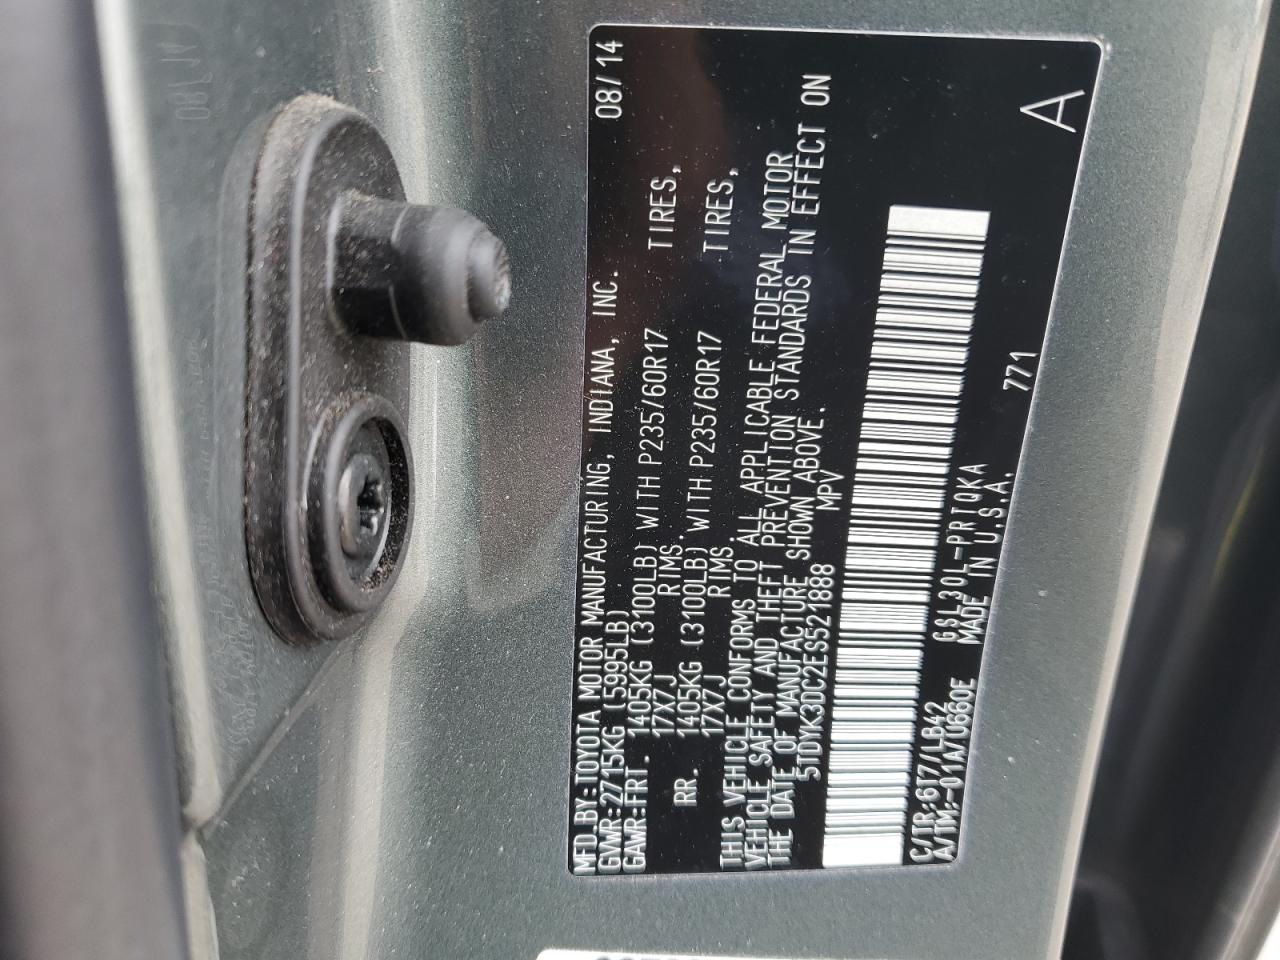 MFD.BY:TOYOTA MOTOR MANUFACTURING, INDIANA, INC. 08/14
GVWR:2715KG (5995LB)
GAWR:FRT. 1405KG (3100LB) WITH P235/60R17 TIRES,
17X7J RIMS.
RR. 1405KG (3100LB) WITH P235/60R17 TIRES,
17X7J RIMS.
THIS VEHICLE CONFORMS TO ALL APPLICABLE FEDERAL MOTOR
VEHICLE SAFETY AND THEFT PREVENTION STANDARDS IN EFFECT ON
THE DATE OF MANUFACTURE SHOWN ABOVE.
5TDYK3DC2ES521888 MPV
C/TR:6T7/LB42 GSL30L-PRTQKA 771
A/TM:-01A/U660E MADE IN U.S.A. A